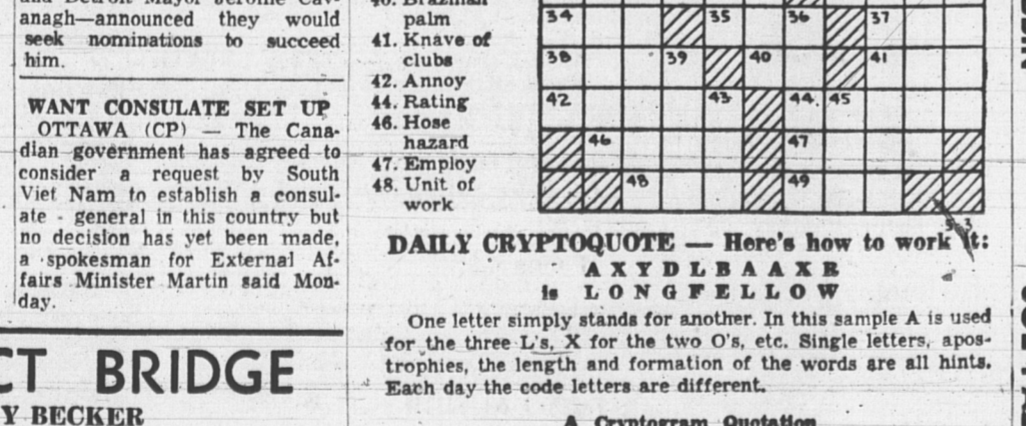 and Detroit Mayor Jerome Cav-
anagh—announced they would
seek nominations to succeed
him.
WANT CONSULATE SET UP
OTTAWA (CP) — The Cana-
dian government has agreed to
consider a request by South
Viet Nam to establish a consul-
ate - general in this country but
no decision has yet been made,
a spokesman for External Af-
fairs Minister Martin said Mon-
day.
CT BRIDGE
Y BECKER
40. Brazilian
palm
41. Knave of
clubs
42. Annoy
44. Rating
46. Hose
hazard
47. Employ
48. Unit of
work
34 35 36 37
38 39 40 41
42 43 44 45
46 47
48 49
DAILY CRYPTOQUOTE — Here's how to work it:
A X Y D L B A A X R
is L O N G F E L L O W
One letter simply stands for another. In this sample A is used
for the three L's, X for the two O's, etc. Single letters, apos-
trophies, the length and formation of the words are all hints.
Each day the code letters are different.
A Cryptogram Quotation